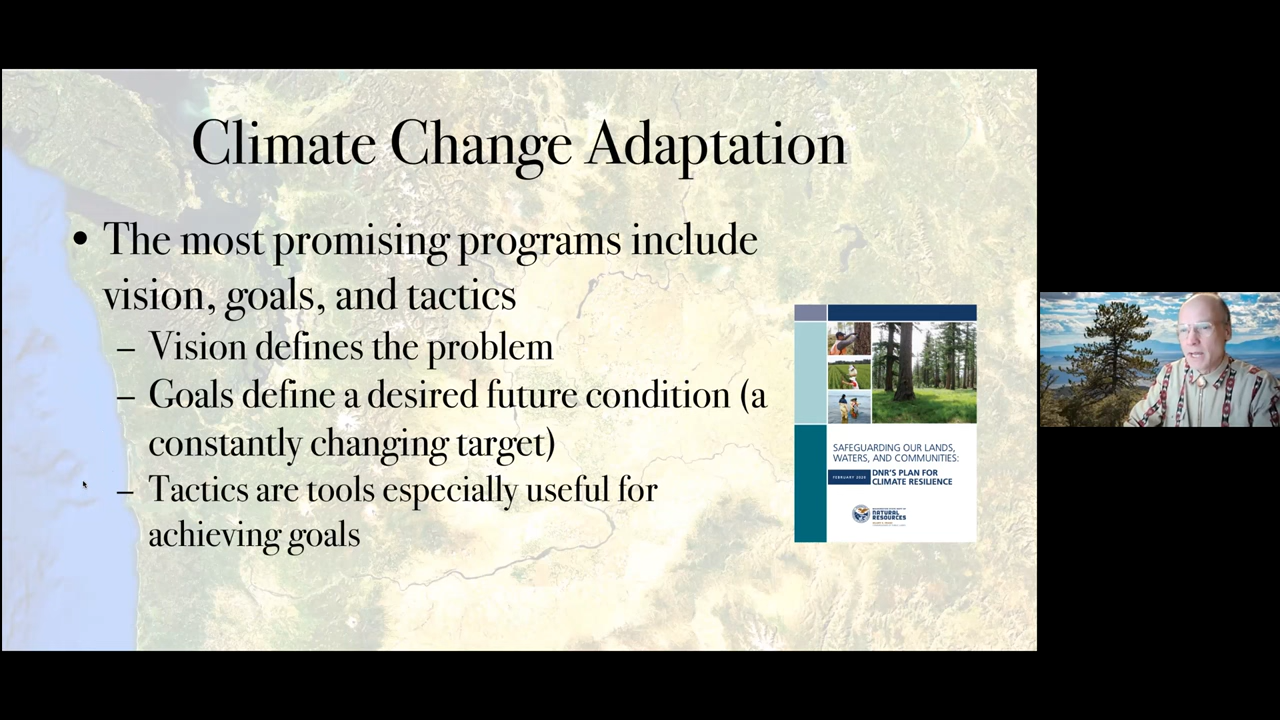 Climate Change Adaptation
• The most promising programs include
vision, goals, and tactics
– Vision defines the problem
– Goals define a desired future condition (a
constantly changing target)
– Tactics are tools especially useful for
achieving goals
SAFEGUARDING OUR LANDS,
WATERS, AND COMMUNITIES:
FEBRUARY 2020
DNR'S PLAN FOR
CLIMATE RESILIENCE
NATURAL
RESOURCES